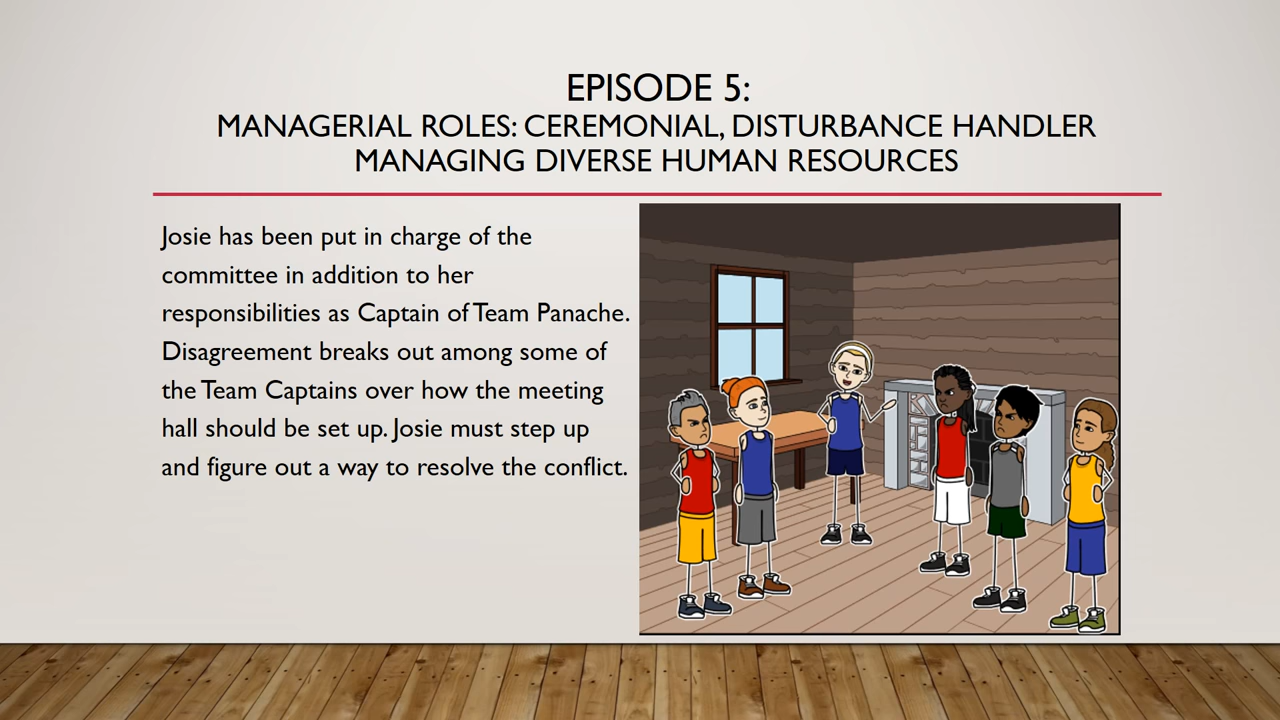 EPISODE 5:
MANAGERIAL ROLES: CEREMONIAL, DISTURBANCE HANDLER
MANAGING DIVERSE HUMAN RESOURCES
Josie has been put in charge of the
committee in addition to her
responsibilities as Captain of Team Panache.
Disagreement breaks out among some of
the Team Captains over how the meeting
hall should be set up. Josie must step up
and figure out a way to resolve the conflict.